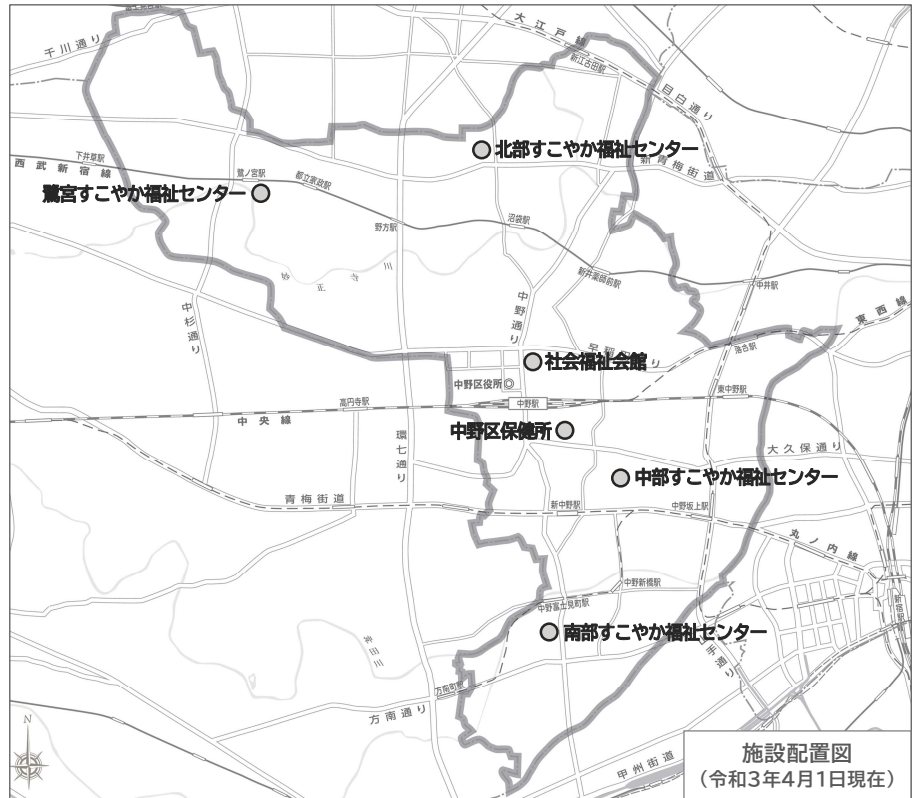 大江戸線
千川通り
新江古田駅
目白通り
北部すこやか福祉センター
新青梅街道
下井草駅
西武新宿線
鷺ノ宮駅
都立家政駅
鷺宮すこやか福祉センター
沼袋駅
野方駅
新井薬師前駅
中井駅
妙正寺川
中野通り
中杉通り
東西線
落合駅
社会福祉会館
中野区役所
東中野駅
高円寺駅
中野駅
中央線
中野区保健所
環七通り
大久保通り
中部すこやか福祉センター
青梅街道
新中野駅
中野坂上駅
丸ノ内線
中野新橋駅
中野富士見町駅
新宿駅
南部すこやか福祉センター
方南町駅
方南通り
甲州街道
N
施設配置図
(令和3年4月1日現在)